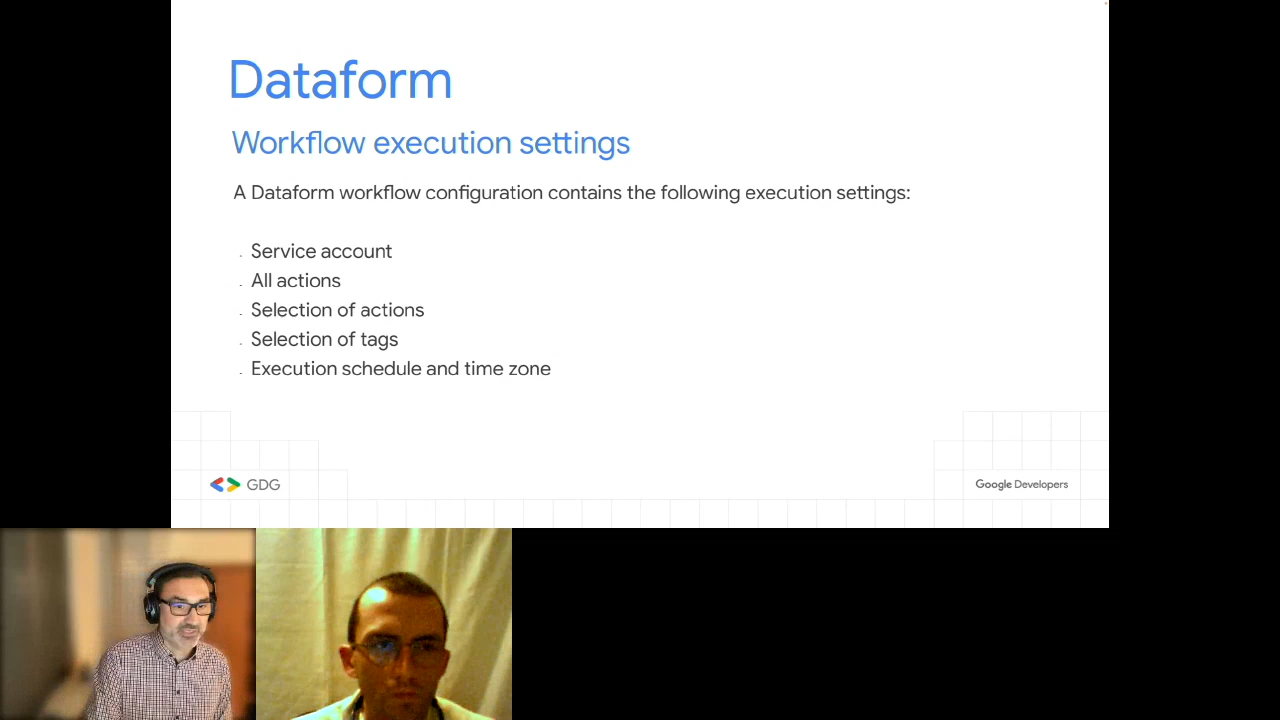 Dataform
Workflow execution settings
A Dataform workflow configuration contains the following execution settings:
Service account
All actions
Selection of actions
Selection of tags
Execution schedule and time zone
GDG
Google Developers